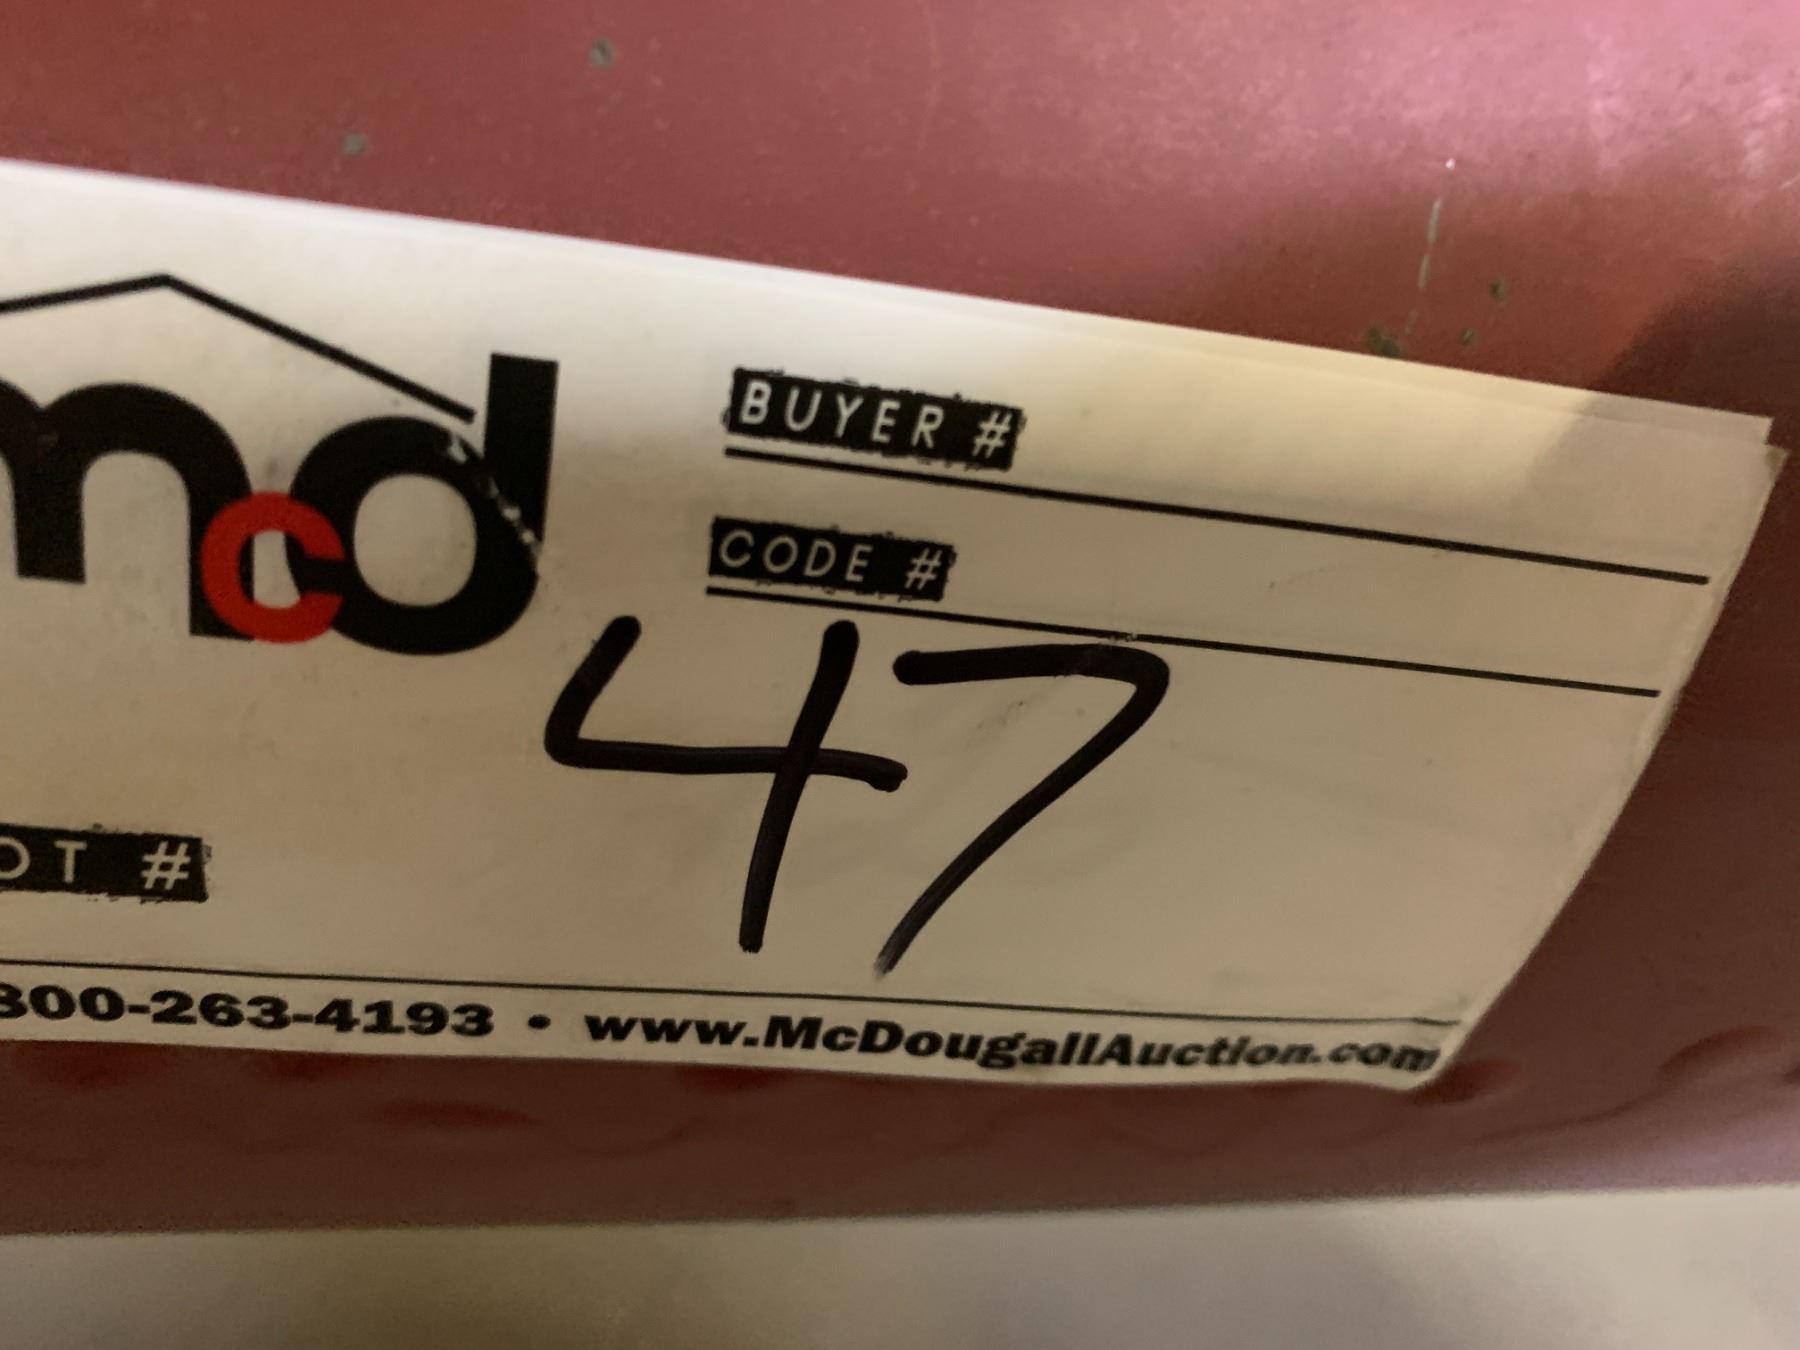 mcd
BUYER #
CODE #
47
OT #
800-263-4193 • www.McDougallAuction.com